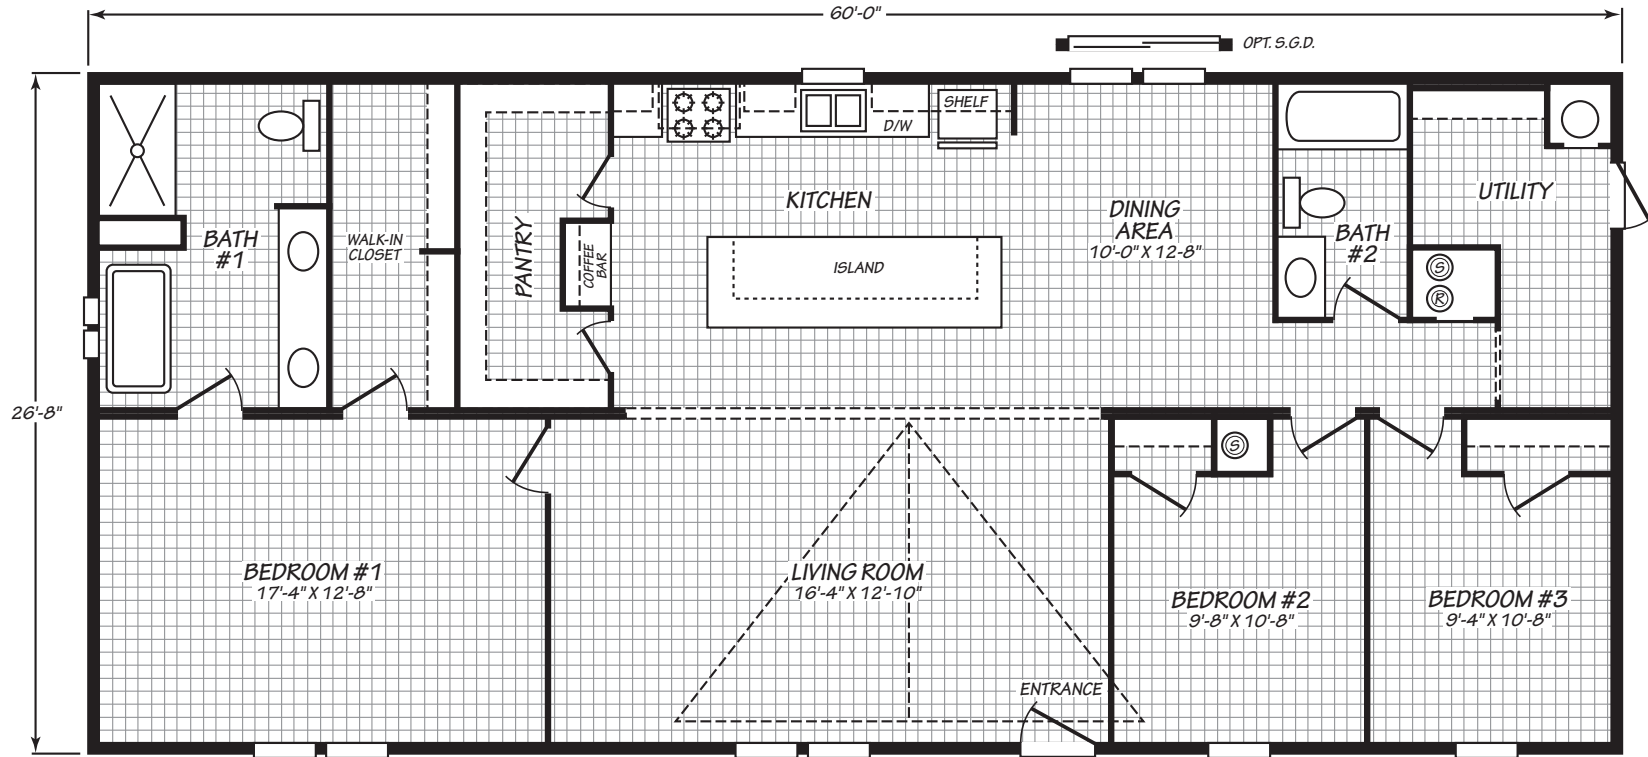 60'-0"
OPT. S.G.D.
SHELF
D/W
KITCHEN
UTILITY
DINING
AREA
10'-0" X 12-8"
BATH
#1
WALK-IN
CLOSET
PANTRY
COFFEE
BAR
ISLAND
BATH
#2
S
R
26'-8"
S
BEDROOM #1
17'-4" X 12'-8"
LIVING ROOM
16'-4" X 12'-10"
BEDROOM #2
9'-8" X 10'-8"
BEDROOM #3
9'-4" X 10'-8"
ENTRANCE